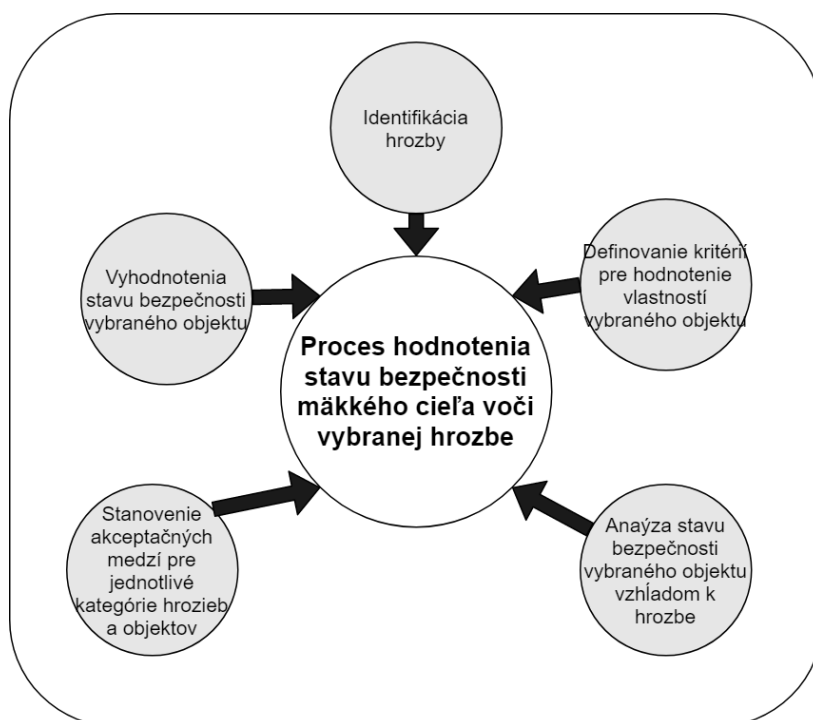 Identifikácia
hrozby
Definovanie kritérií
pre hodnotenie
vlastností
vybraného objektu
Anaýza stavu
bezpečnosti
vybraného objektu
vzhĺadom k
hrozbe
Stanovenie
akceptačných
medzí pre
jednotlivé
kategórie hrozieb
a objektov
Vyhodnotenia
stavu bezpečnosti
vybraného objektu
Proces hodnotenia
stavu bezpečnosti
mäkkého cieľa voči
vybranej hrozbe